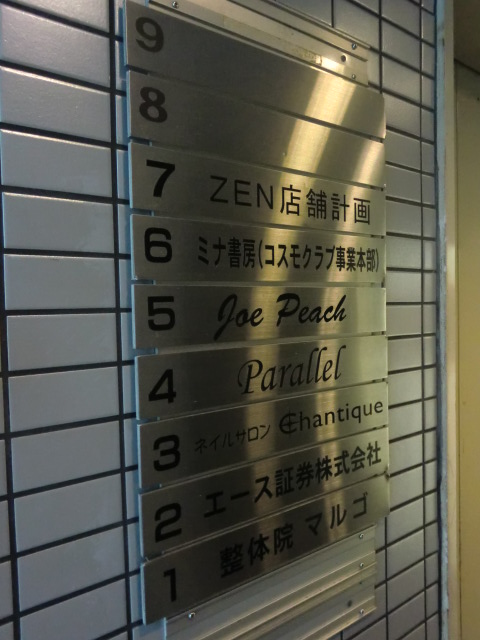 9
8
7 ZEN店舗計画
6 ミナ書房(コスモクラブ事業本部)
5 Joe Peach
4 Parallel
3 ネイルサロン Chantique
2 エース証券株式会社
1 整体院 マルゴ